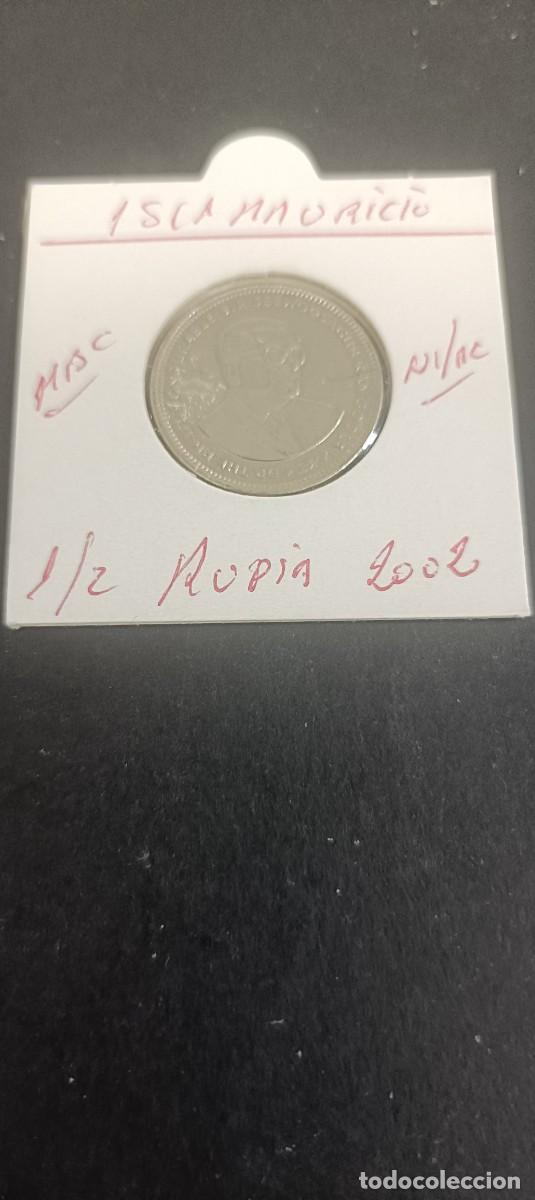 ISLA MAURICIO
MBC
NI/AC
1/2 RUPIA 2002
todocoleccion